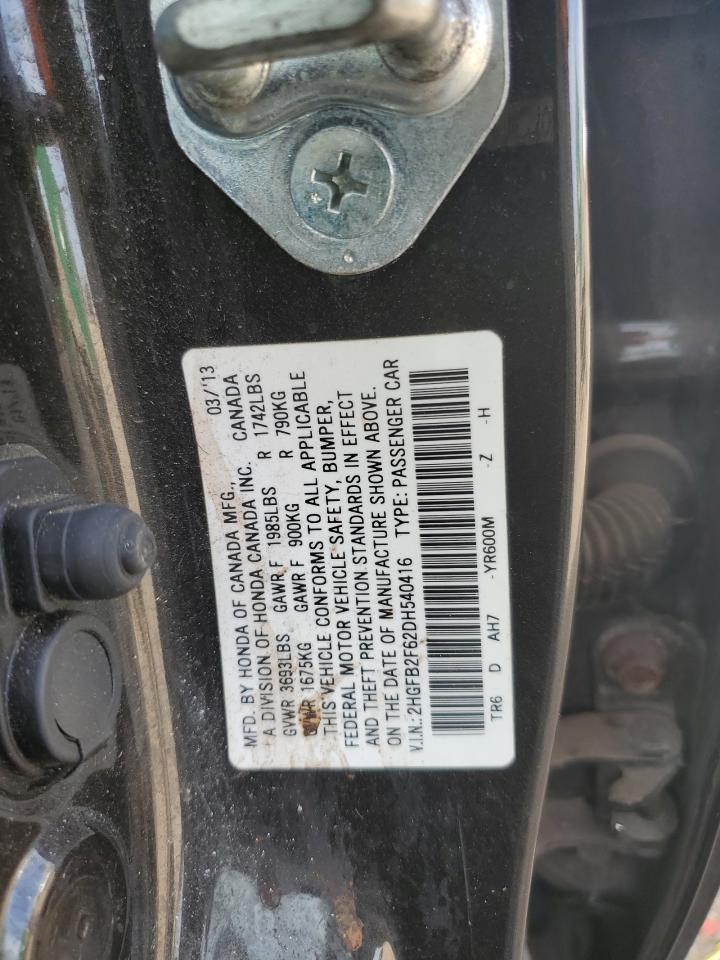 MFD. BY HONDA OF CANADA MFG., 03/'13
A DIVISION OF HONDA CANADA INC. CANADA
GVWR 3693LBS GAWR F 1985LBS R 1742LBS
GVWR 1675KG GAWR F 900KG R 790KG
THIS VEHICLE CONFORMS TO ALL APPLICABLE
FEDERAL MOTOR VEHICLE SAFETY, BUMPER,
AND THEFT PREVENTION STANDARDS IN EFFECT
ON THE DATE OF MANUFACTURE SHOWN ABOVE.
V.I.N.: 2HGFB2F62DH540416 TYPE: PASSENGER CAR
TR6 D AH7 -YR600M -Z -H